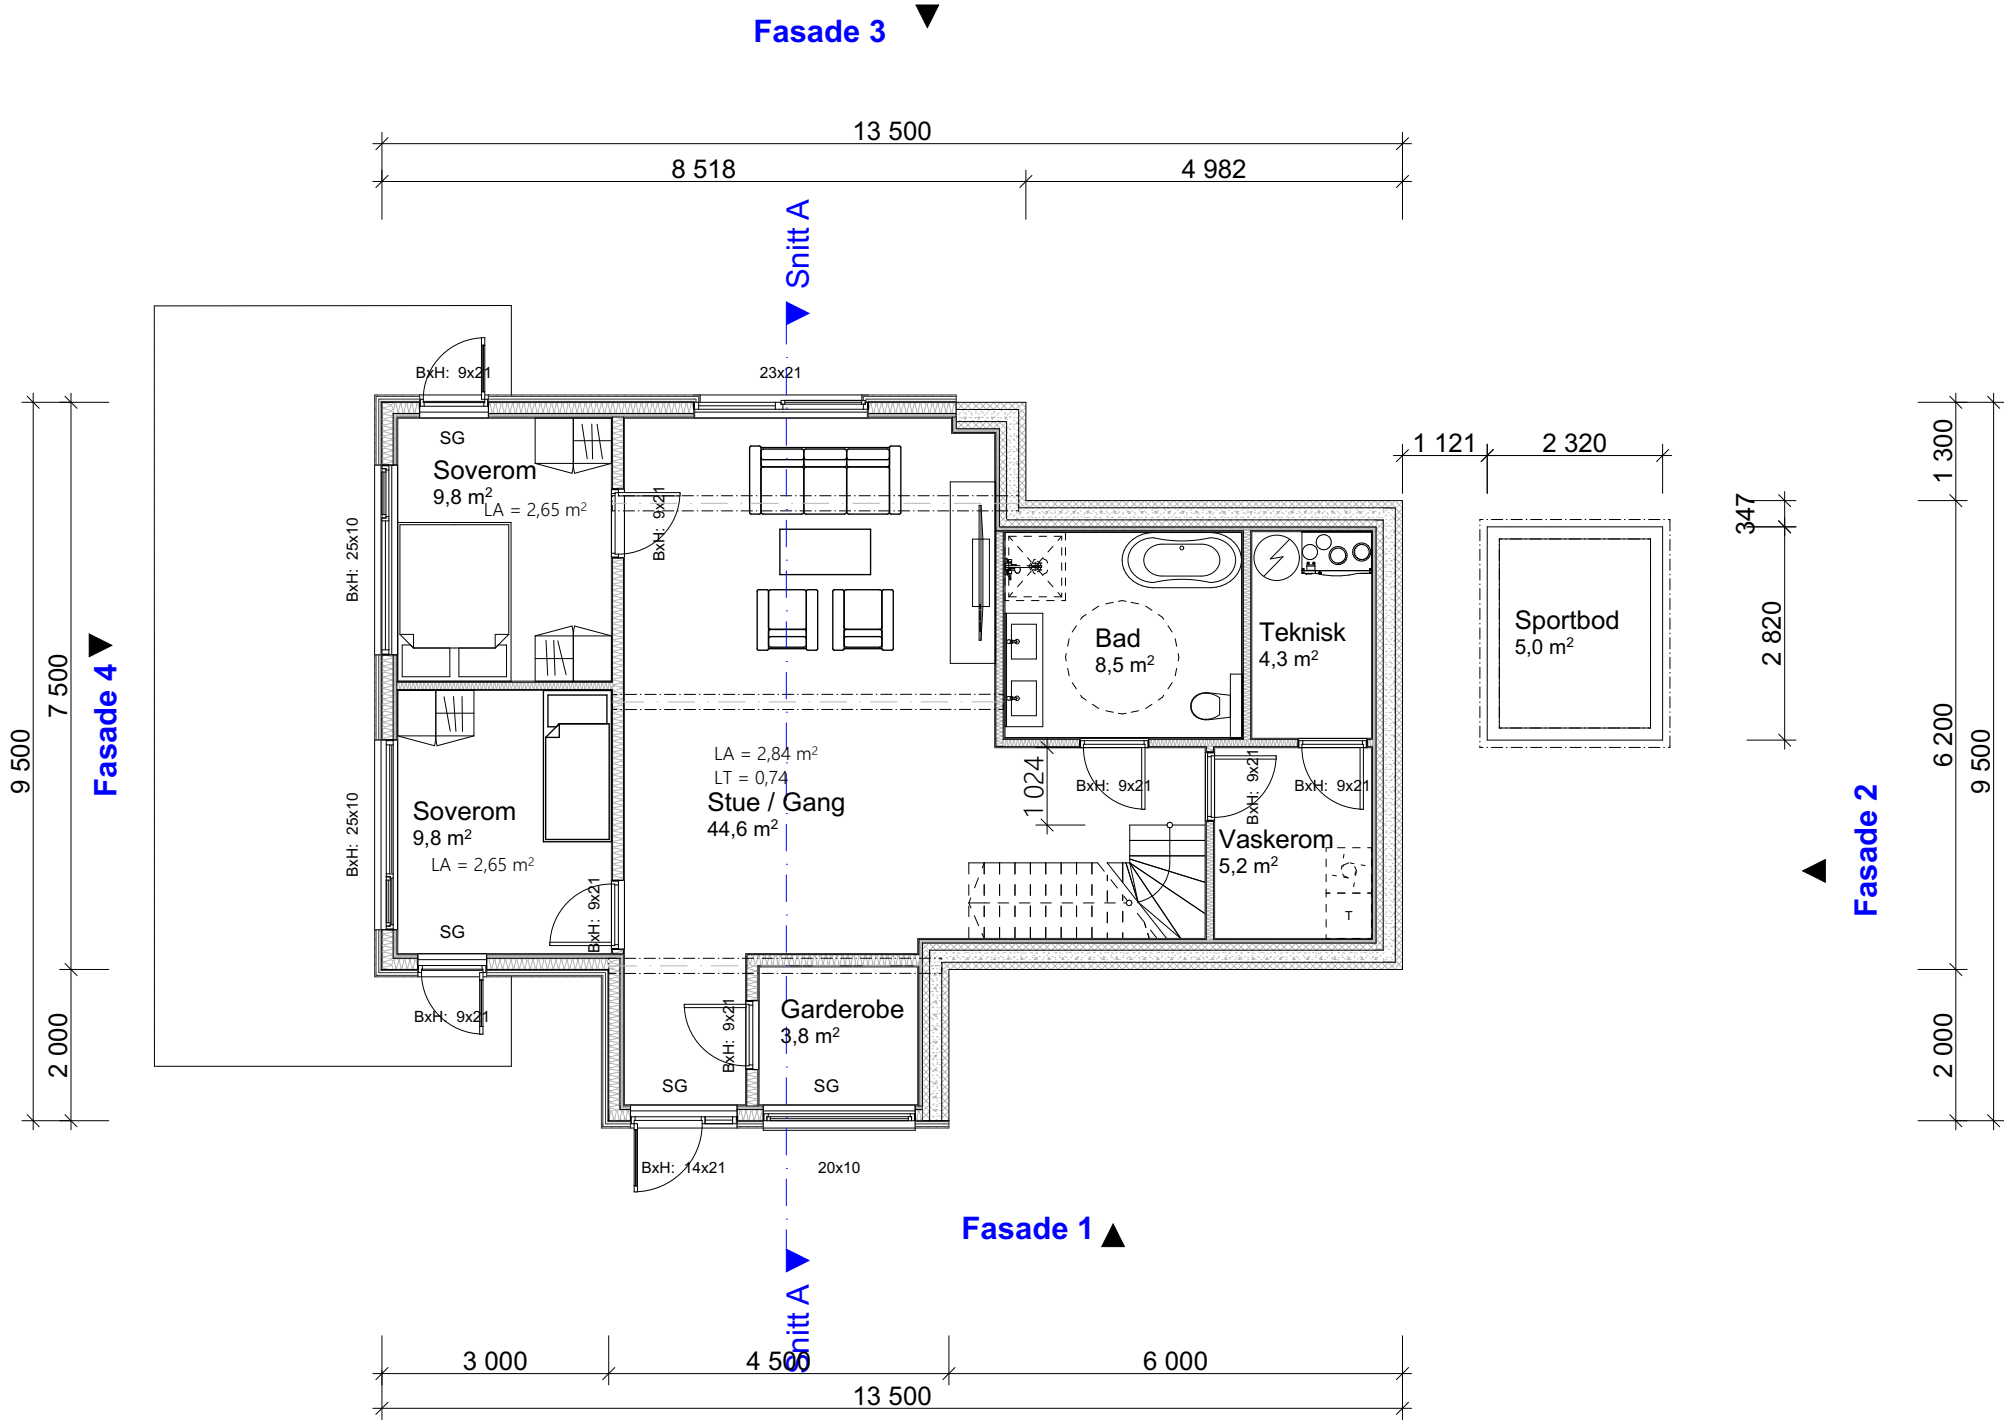 Fasade 3
13 500
8 518
4 982
Snitt A
BxH: 9x21
23x21
SG
Soverom
9,8 m²
LA = 2,65 m²
BxH: 9x21
BxH: 25x10
1 121
2 320
347
1 300
Sportbod
5,0 m²
2 820
Bad
8,5 m²
Teknisk
4,3 m²
Fasade 4
7 500
9 500
6 200
9 500
LA = 2,84 m²
LT = 0,74
Stue / Gang
44,6 m²
1 024
BxH: 9x21
BxH: 9x21
BxH: 9x21
Vaskerom
5,2 m²
T
Soverom
9,8 m²
LA = 2,65 m²
SG
BxH: 25x10
BxH: 9x21
Fasade 2
BxH: 9x21
2 000
Garderobe
3,8 m²
BxH: 9x21
SG
SG
2 000
BxH: 14x21
20x10
Fasade 1
Snitt A
3 000
4 500
6 000
13 500